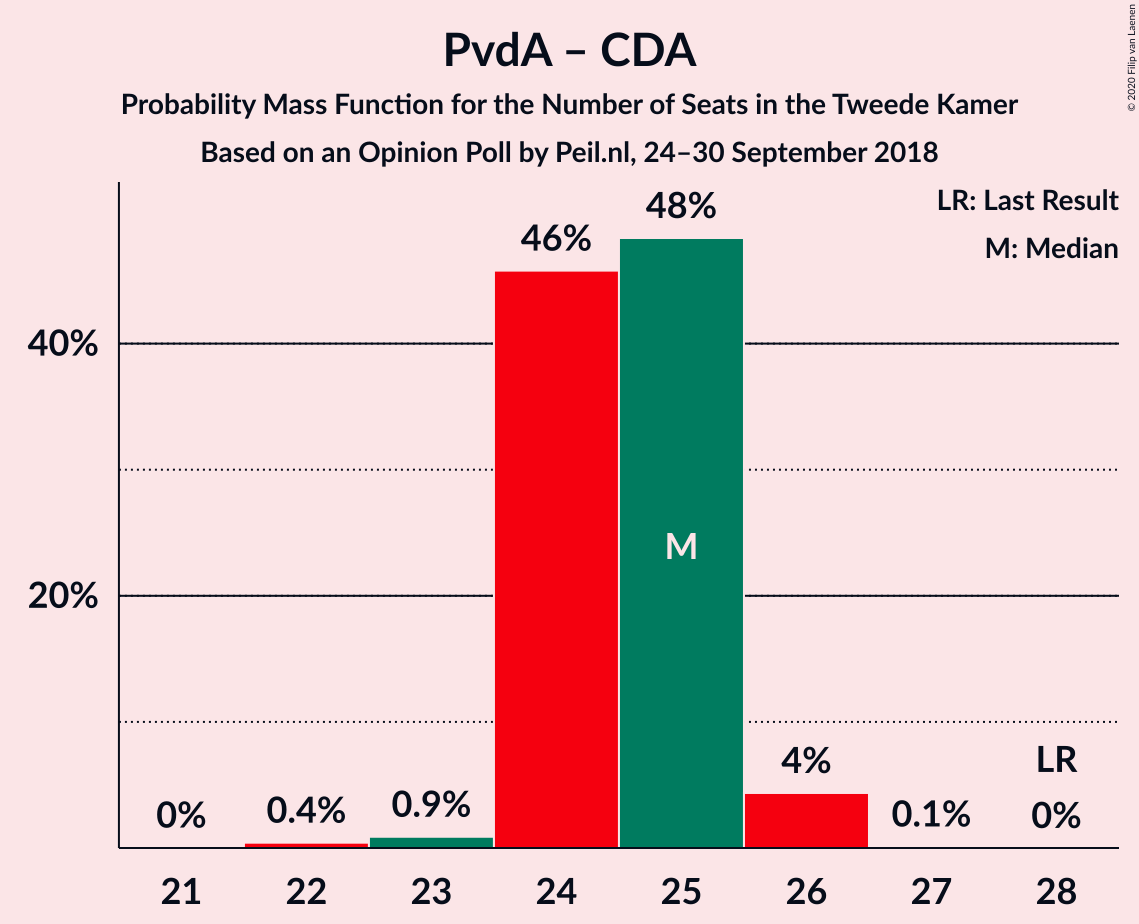 PvdA – CDA
Probability Mass Function for the Number of Seats in the Tweede Kamer
Based on an Opinion Poll by Peil.nl, 24–30 September 2018
© 2020 Filip van Laenen
LR: Last Result
M: Median
40%
20%
0%
0.4%
0.9%
46%
48%
M
4%
0.1%
LR
0%
21
22
23
24
25
26
27
28